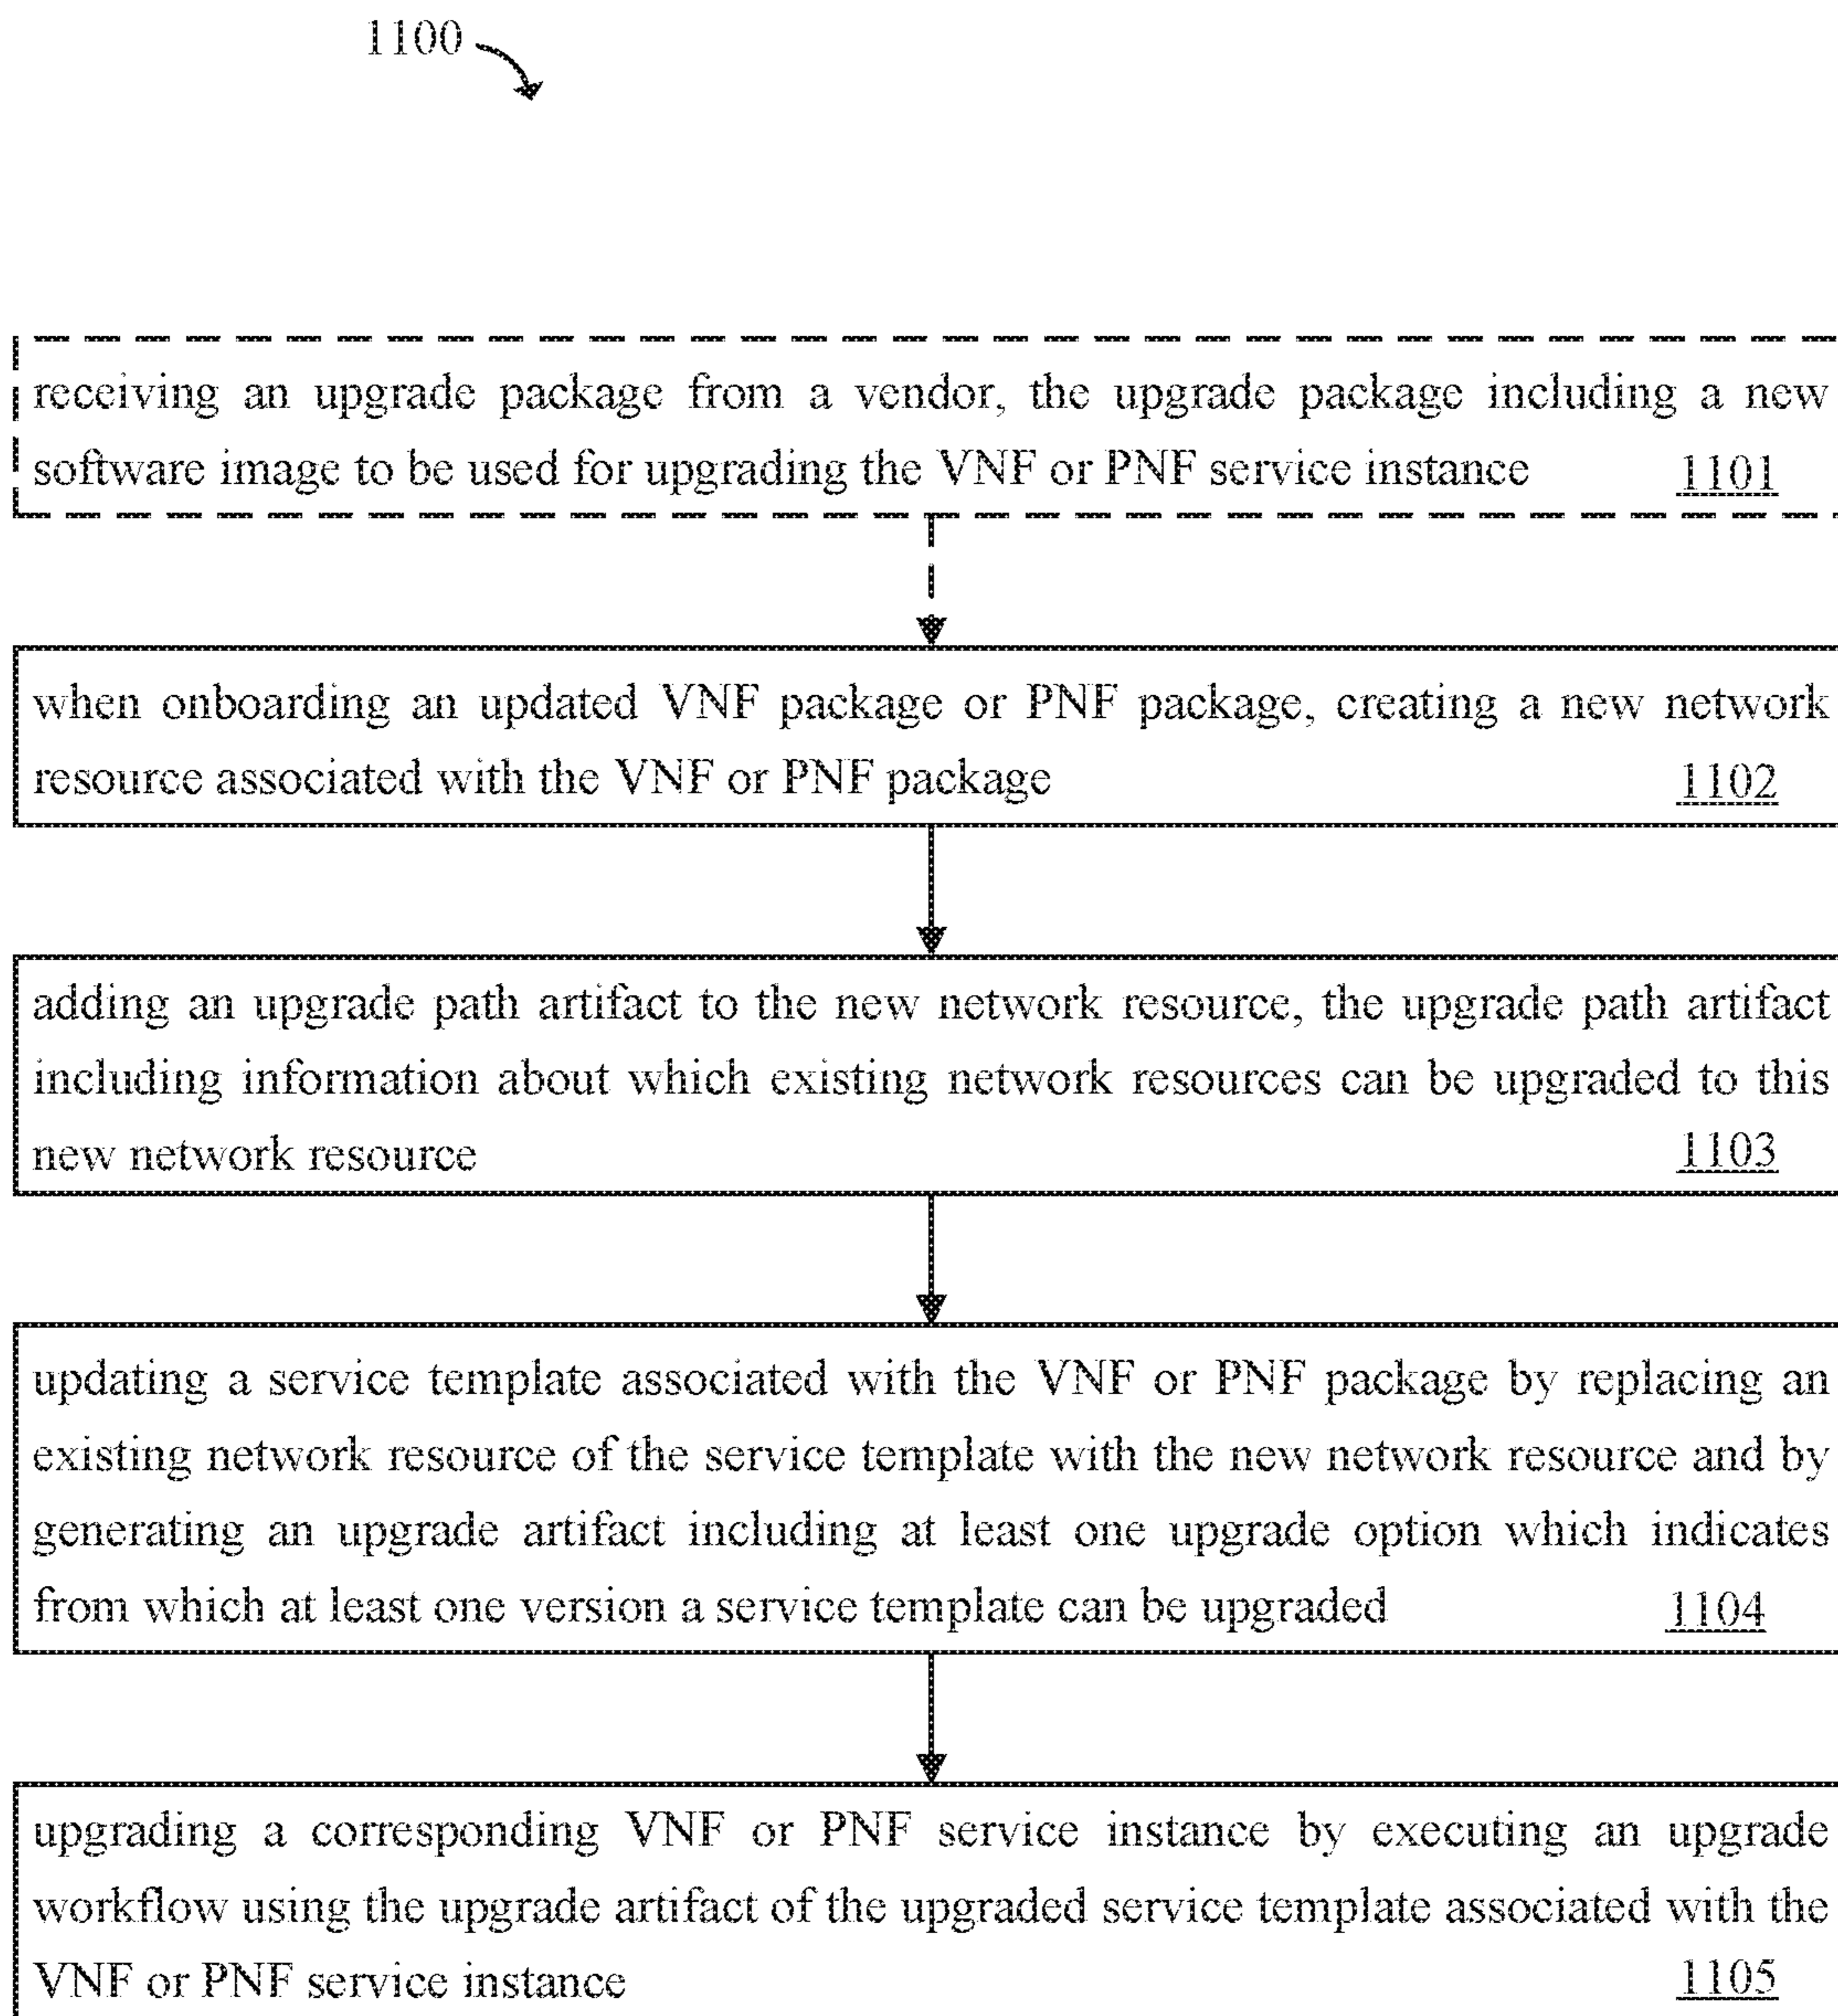 1100
receiving an upgrade package from a vendor, the upgrade package including a new
software image to be used for upgrading the VNF or PNF service instance 1101
when onboarding an updated VNF package or PNF package, creating a new network
resource associated with the VNF or PNF package 1102
adding an upgrade path artifact to the new network resource, the upgrade path artifact
including information about which existing network resources can be upgraded to this
new network resource 1103
updating a service template associated with the VNF or PNF package by replacing an
existing network resource of the service template with the new network resource and by
generating an upgrade artifact including at least one upgrade option which indicates
from which at least one version a service template can be upgraded 1104
upgrading a corresponding VNF or PNF service instance by executing an upgrade
workflow using the upgrade artifact of the upgraded service template associated with the
VNF or PNF service instance 1105